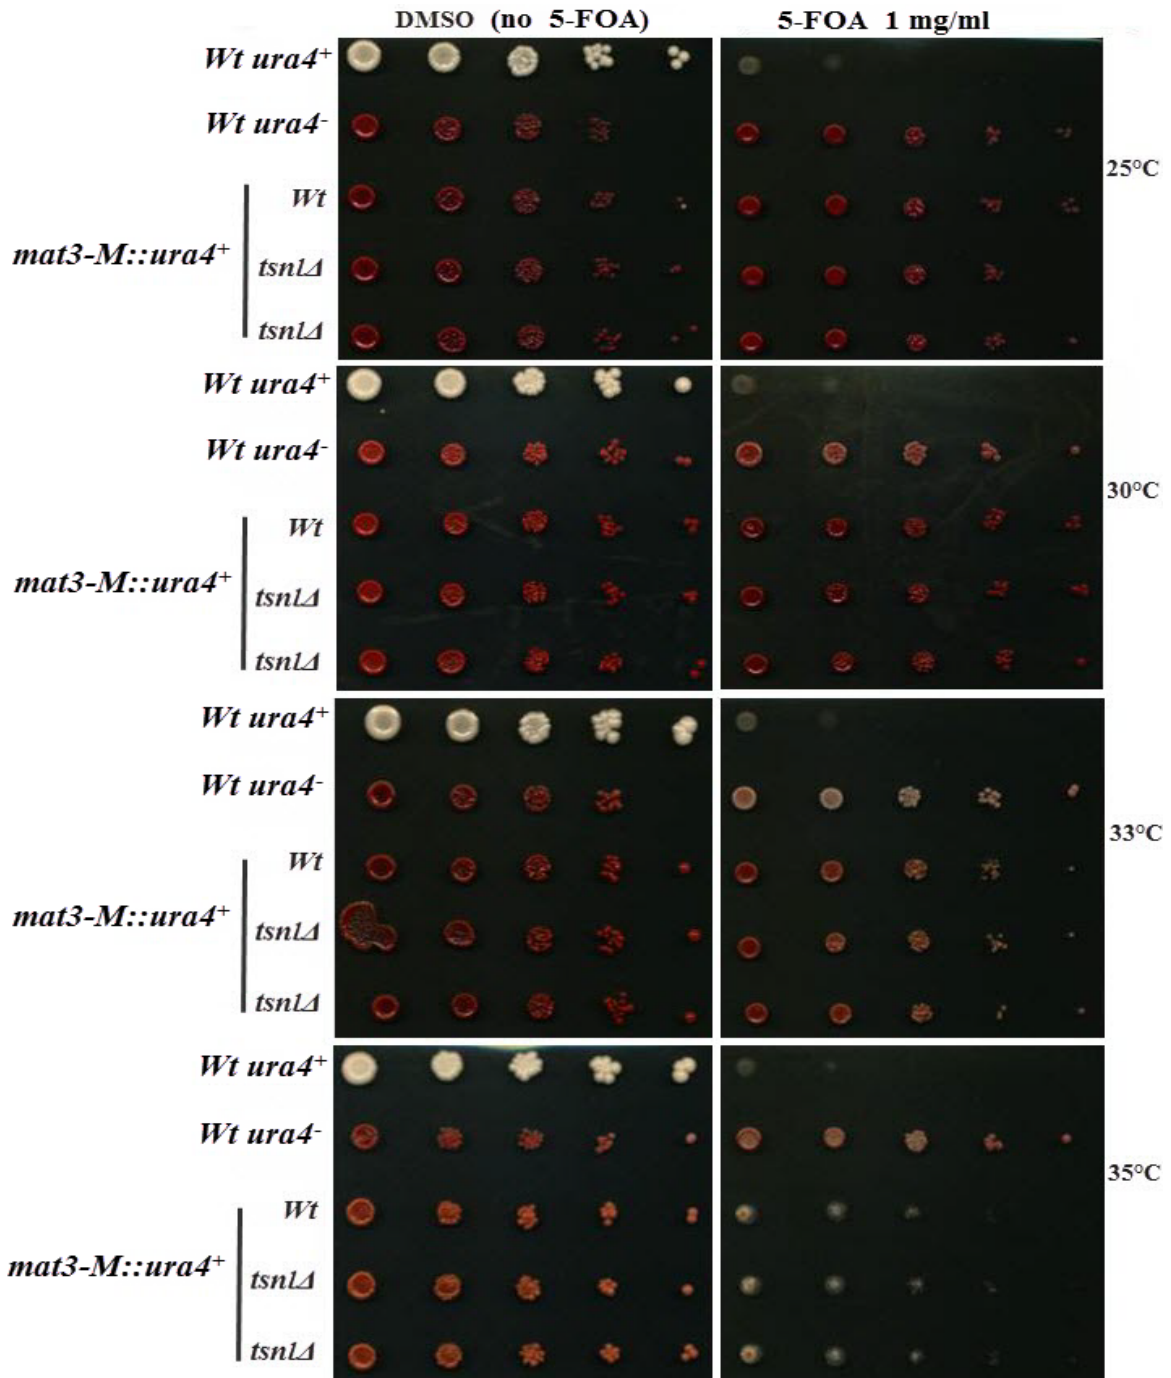 DMSO (no 5-FOA) 5-FOA 1 mg/ml
Wt ura4+
Wt ura4-
25°C
Wt
mat3-M::ura4+
tsn1Δ
tsn1Δ
Wt ura4+
Wt ura4-
30°C
Wt
mat3-M::ura4+
tsn1Δ
tsn1Δ
Wt ura4+
Wt ura4-
33°C
Wt
mat3-M::ura4+
tsn1Δ
tsn1Δ
Wt ura4+
Wt ura4-
35°C
Wt
mat3-M::ura4+
tsn1Δ
tsn1Δ